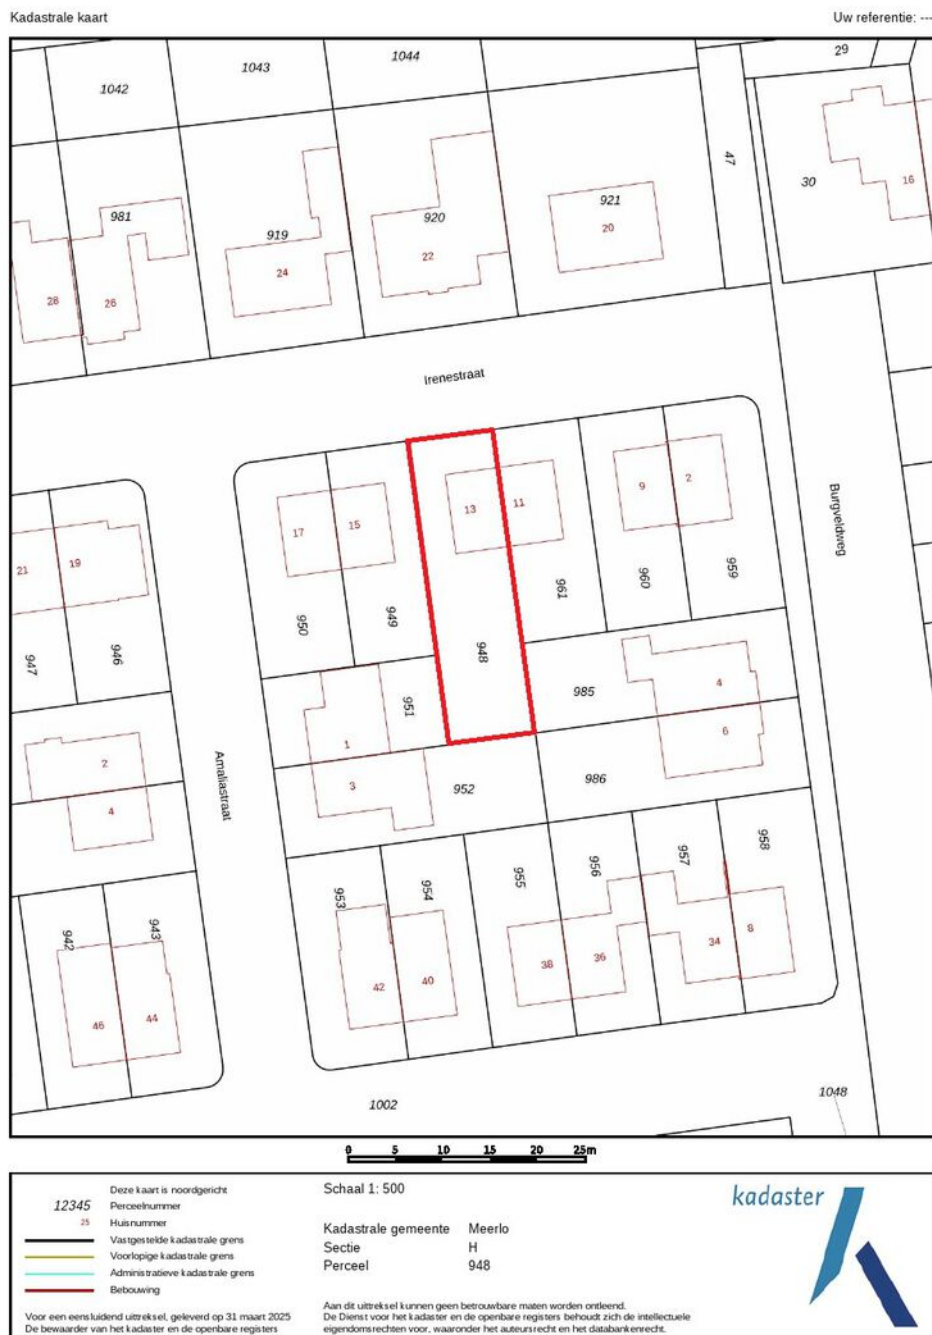 Kadastrale kaart
Uw referentie: ---
1042
1043
1044
29
47
30
16
981
919
920
921
28
26
24
22
20
Irenestraat
Burgveldweg
17
15
13
11
9
2
21
19
950
949
948
961
960
959
947
946
951
985
4
1
6
2
4
Amaliastraat
3
952
986
953
954
955
956
957
958
942
943
42
40
38
36
34
8
46
44
1002
1048
0 5 10 15 20 25m
Deze kaart is noordgericht
12345 Perceelnummer
25 Huisnummer
Vastgestelde kadastrale grens
Voorlopige kadastrale grens
Administratieve kadastrale grens
Bebouwing
Voor een eensluidend uittreksel, geleverd op 31 maart 2025
De bewaarder van het kadaster en de openbare registers
Schaal 1: 500
Kadastrale gemeente Meerlo
Sectie H
Perceel 948
Aan dit uittreksel kunnen geen betrouwbare maten worden ontleend.
De Dienst voor het kadaster en de openbare registers behoudt zich de intellectuele
eigendomsrechten voor, waaronder het auteursrecht en het databankenrecht.
kadaster